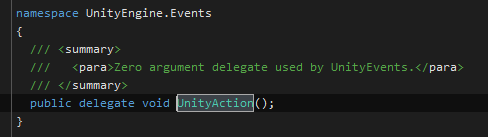 namespace UnityEngine.Events
{
/// <summary>
/// <para>Zero argument delegate used by UnityEvents.</para>
/// </summary>
public delegate void UnityAction();
}